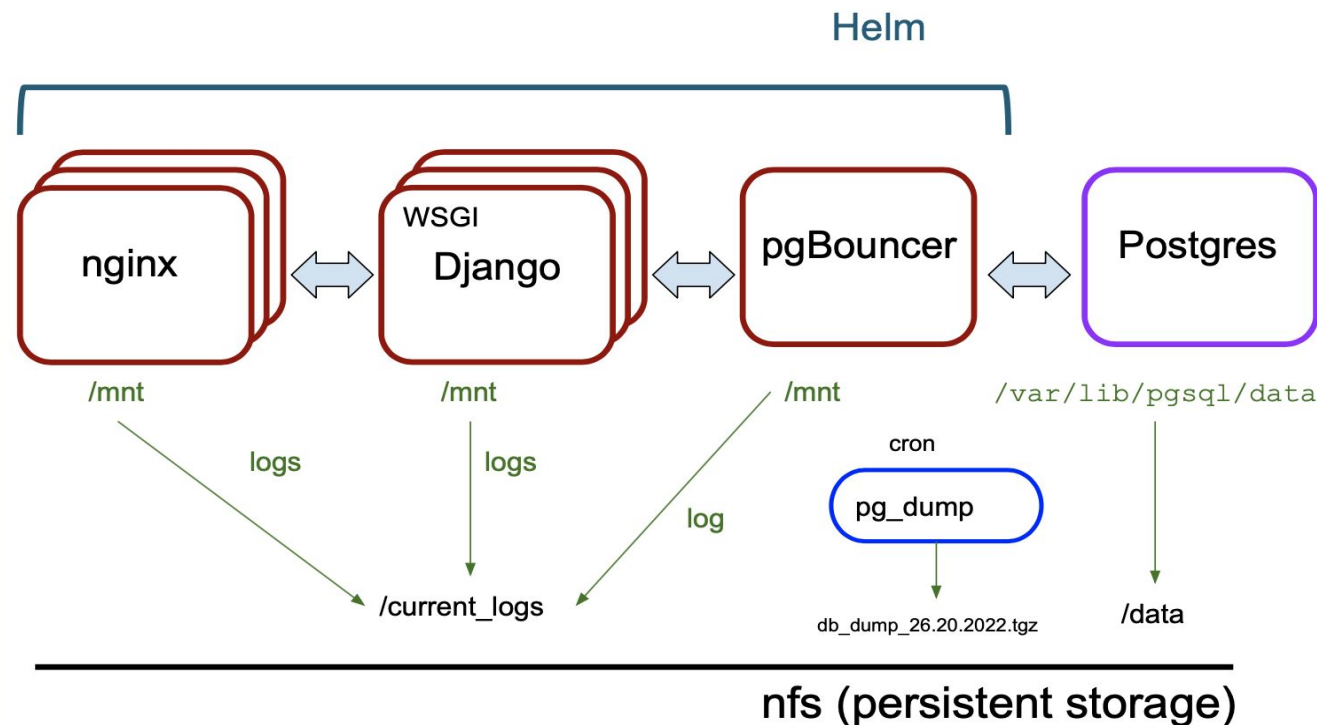 Helm
nginx
WSGI
Django
pgBouncer
Postgres
/mnt
/mnt
/mnt
/var/lib/pgsql/data
logs
logs
log
cron
pg_dump
/current_logs
db_dump_26.20.2022.tgz
/data
nfs (persistent storage)